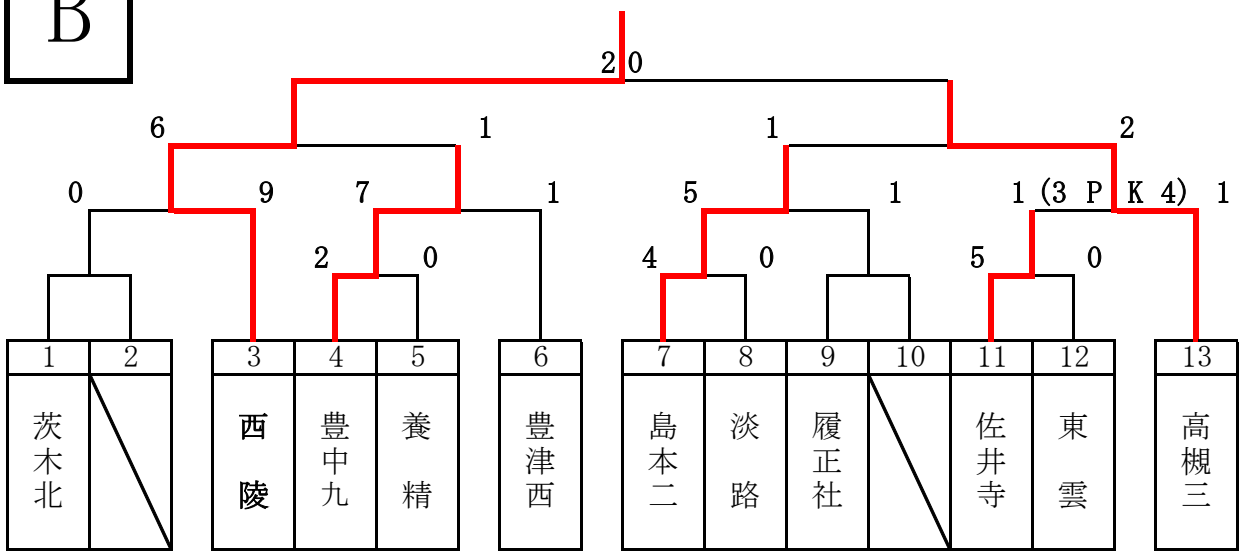 B
2 0
6 1 1 2
0 9 7 1 5 1 1 (3 P K 4) 1
2 0 4 0 5 0
1 2 3 4 5 6 7 8 9 10 11 12 13
茨木北
西陵
豊中九
養精
豊津西
島本二
淡路
履正社
佐井寺
東雲
高槻三